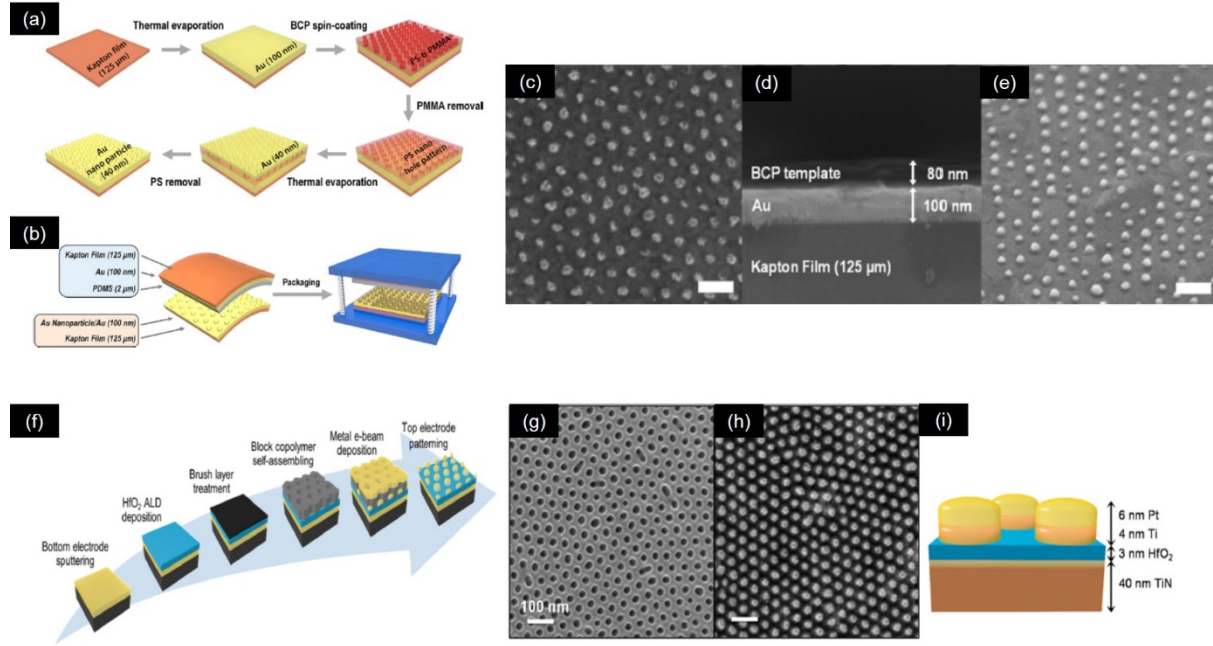 (a)
Thermal evaporation
BCP spin-coating
Kapton film
(125 µm)
Au (100 nm)
PS-b-PMMA
PMMA removal
Au
nano particle
(40 nm)
Au (40 nm)
PS nano
hole pattern
PS removal
Thermal evaporation
(b)
Kapton Film (125 µm)
Au (100 nm)
PDMS (2 µm)
Packaging
Au Nanoparticle/Au (100 nm)
Kapton Film (125 µm)
(c)
(d)
BCP template
80 nm
Au
100 nm
Kapton Film (125 µm)
(e)
(f)
Bottom electrode
sputtering
HfO₂ ALD
deposition
Brush layer
treatment
Block copolymer
self-assembling
Metal e-beam
deposition
Top electrode
patterning
(g)
100 nm
(h)
(i)
6 nm Pt
4 nm Ti
3 nm HfO₂
40 nm TiN